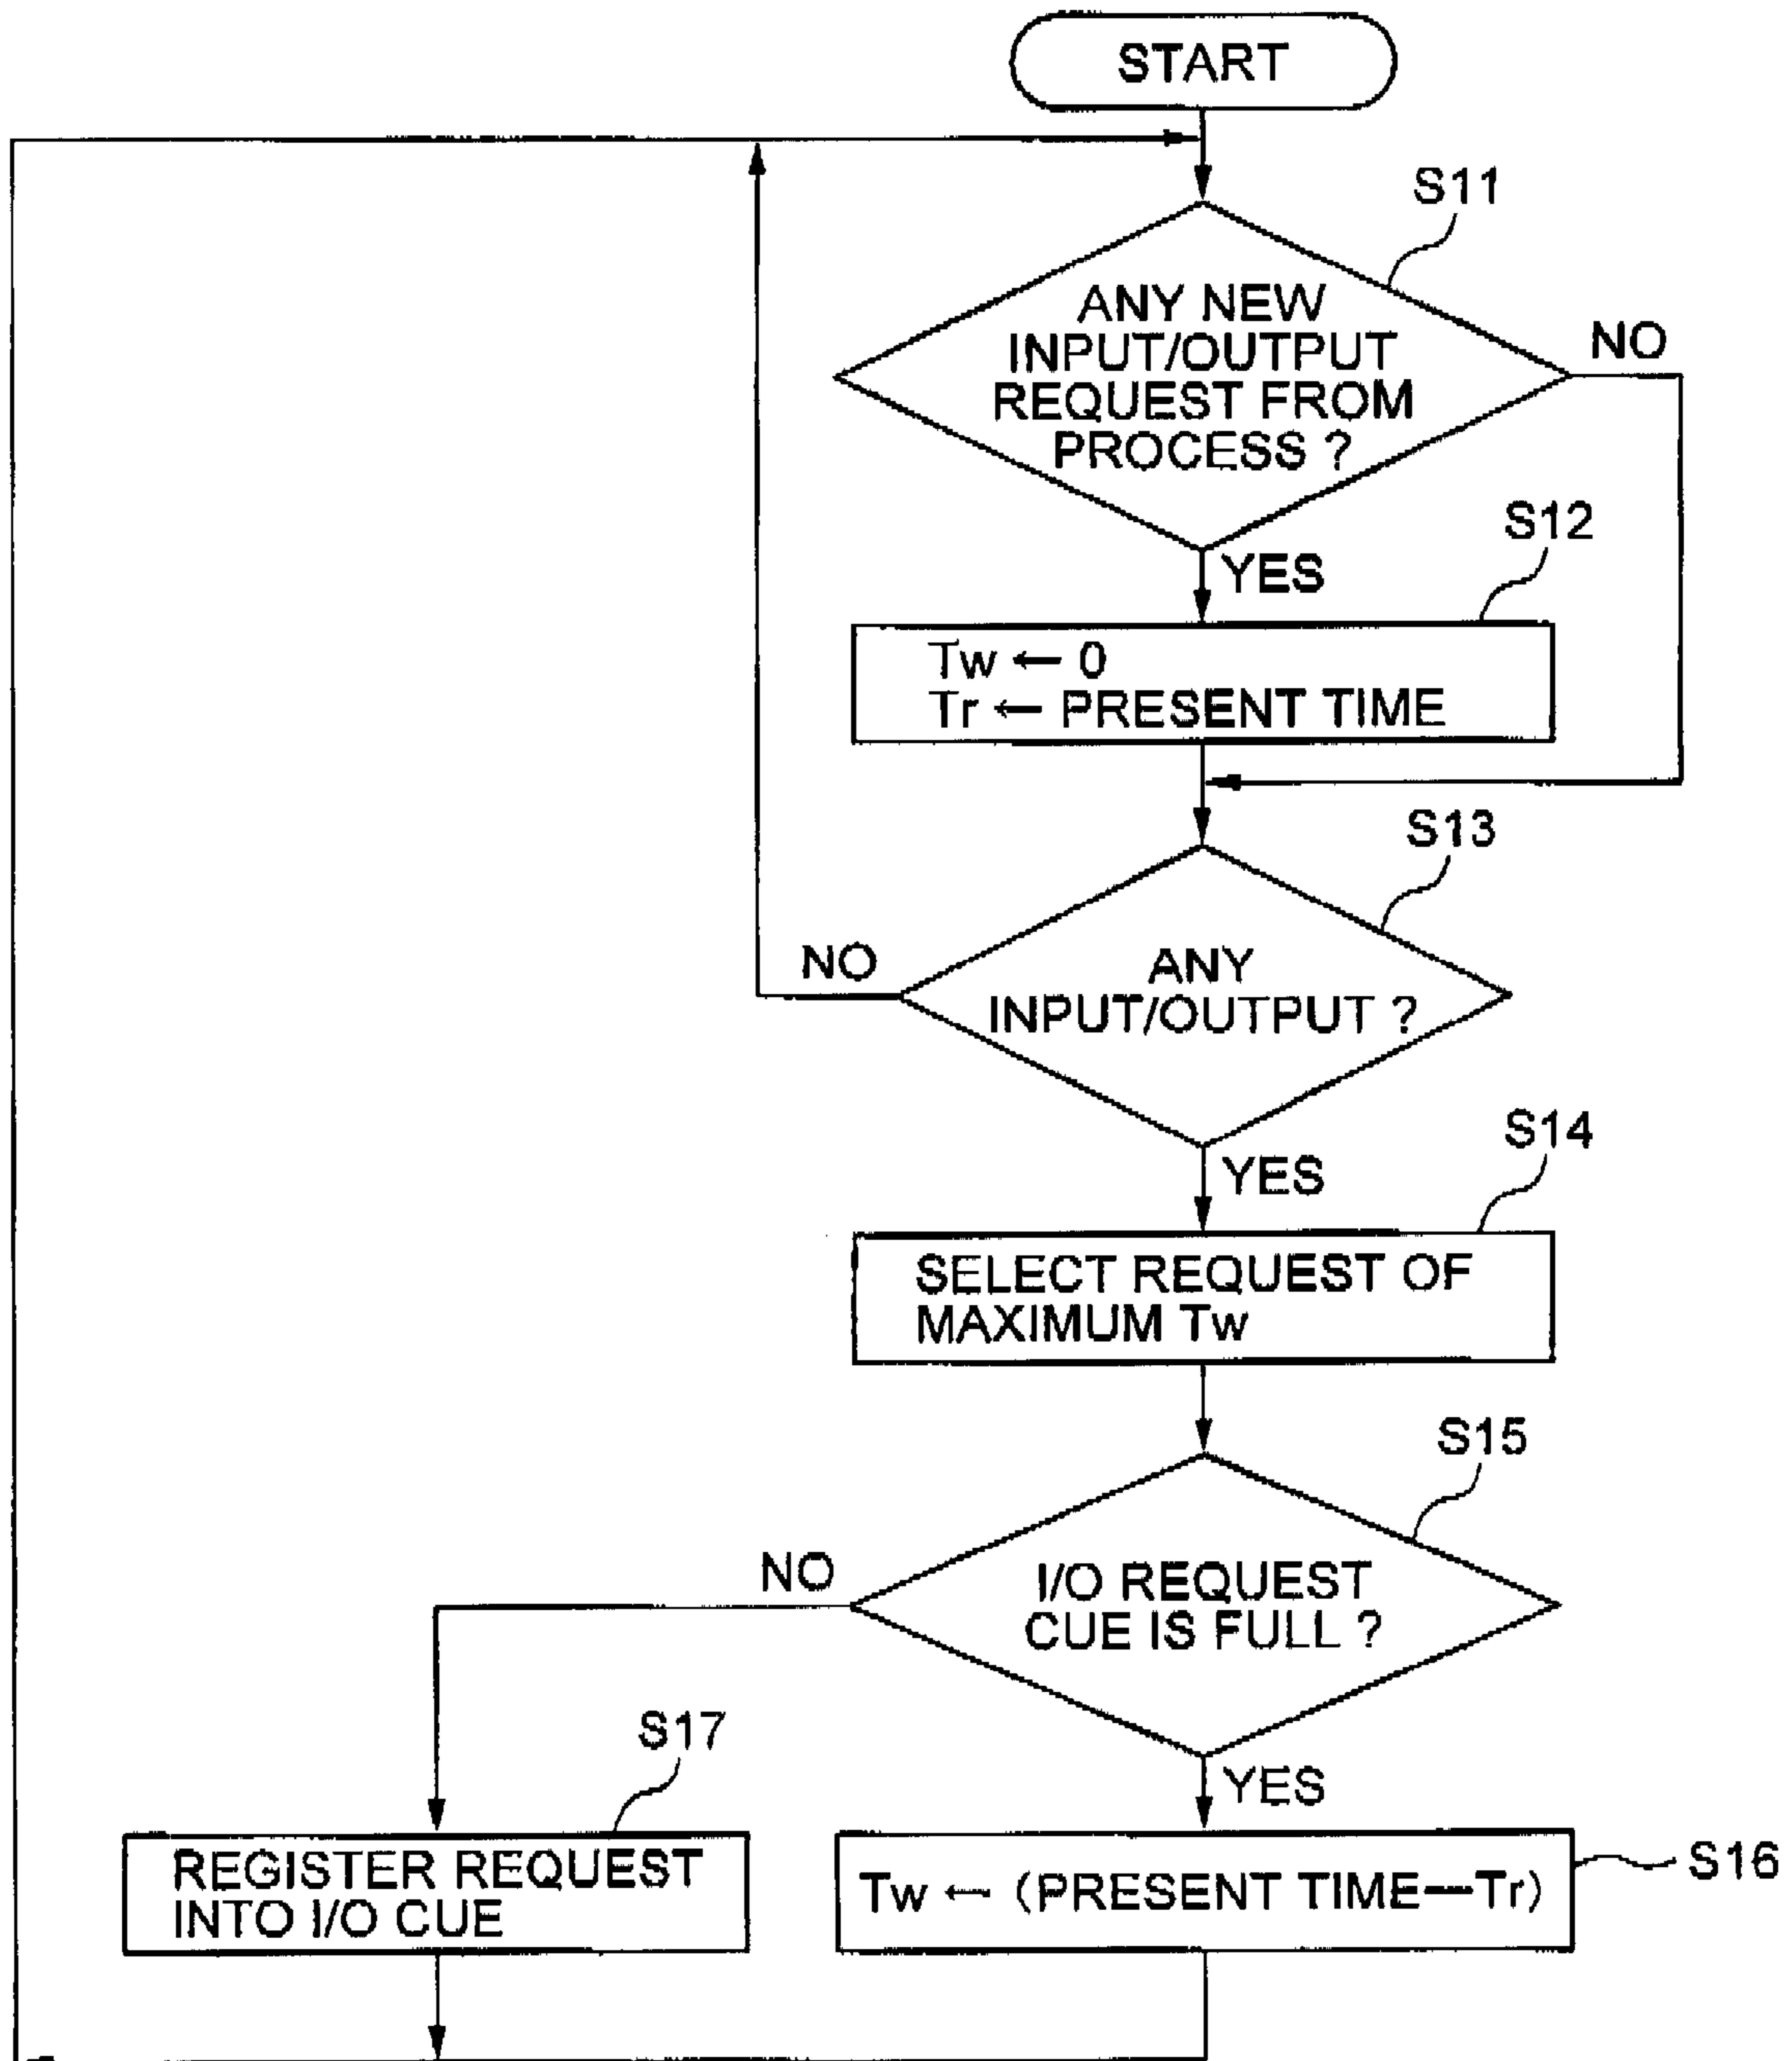 START
S11
ANY NEW
INPUT/OUTPUT
REQUEST FROM
PROCESS ?
NO
YES
S12
Tw ← 0
Tr ← PRESENT TIME
S13
ANY
INPUT/OUTPUT ?
NO
YES
S14
SELECT REQUEST OF
MAXIMUM Tw
S15
I/O REQUEST
CUE IS FULL ?
NO
YES
S17
REGISTER REQUEST
INTO I/O CUE
S16
Tw ← (PRESENT TIME—Tr)